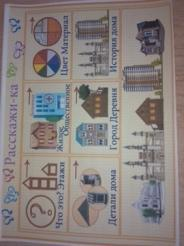 Расскажи-ка
Что это? Этажи
Жилое
Общественное
Цвет Материал
Детали дома
Город Деревня
История дома